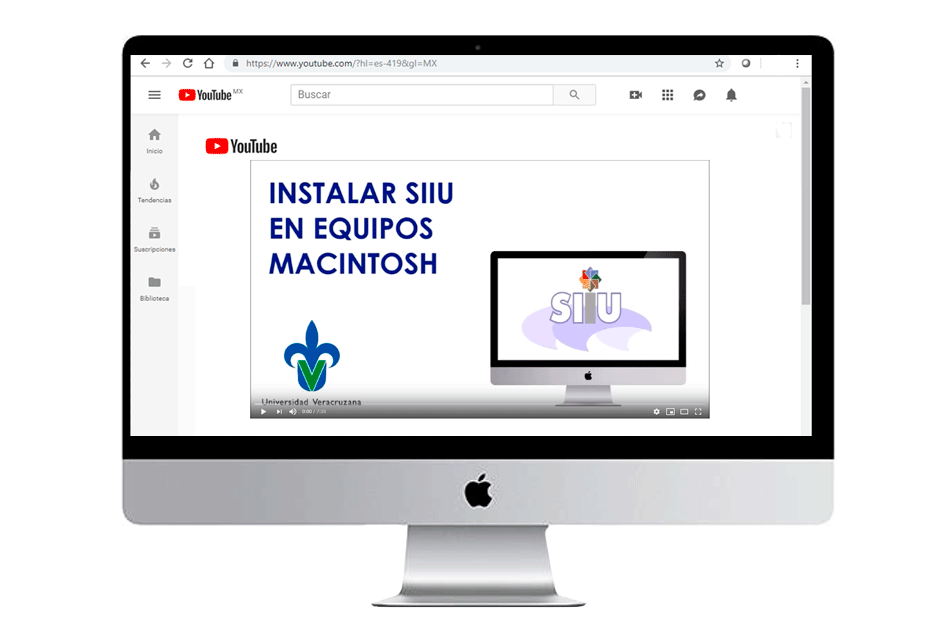 https://www.youtube.com/?hl=es-419&gl=MX
YouTube MX
Buscar
Inicio
Tendencias
Suscripciones
Biblioteca
YouTube
INSTALAR SIIU
EN EQUIPOS
MACINTOSH
SIIU
Universidad Veracruzana